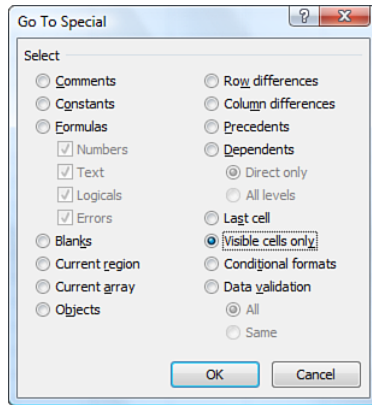 Go To Special
Select
Comments
Constants
Formulas
Numbers
Text
Logicals
Errors
Blanks
Current region
Current array
Objects
Row differences
Column differences
Precedents
Dependents
Direct only
All levels
Last cell
Visible cells only
Conditional formats
Data validation
All
Same
OK
Cancel